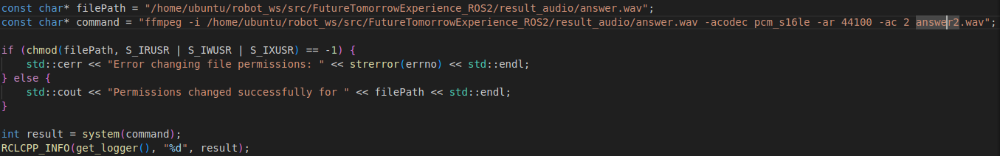 const char* filePath = "/home/ubuntu/robot_ws/src/FutureTomorrowExperience_ROS2/result_audio/answer.wav";
const char* command = "ffmpeg -i /home/ubuntu/robot_ws/src/FutureTomorrowExperience_ROS2/result_audio/answer.wav -acodec pcm_s16le -ar 44100 -ac 2 answer2.wav";
if (chmod(filePath, S_IRUSR | S_IWUSR | S_IXUSR) == -1) {
    std::cerr << "Error changing file permissions: " << strerror(errno) << std::endl;
} else {
    std::cout << "Permissions changed successfully for " << filePath << std::endl;
}
int result = system(command);
RCLCPP_INFO(get_logger(), "%d", result);